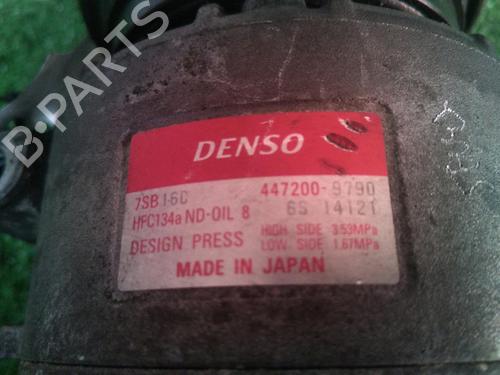 B-PARTS
DENSO
7SB16C 447200-9790
HFC134a ND-OIL 8 6S 14121
DESIGN PRESS HIGH SIDE 3.53MPa
LOW SIDE 1.67MPa
MADE IN JAPAN